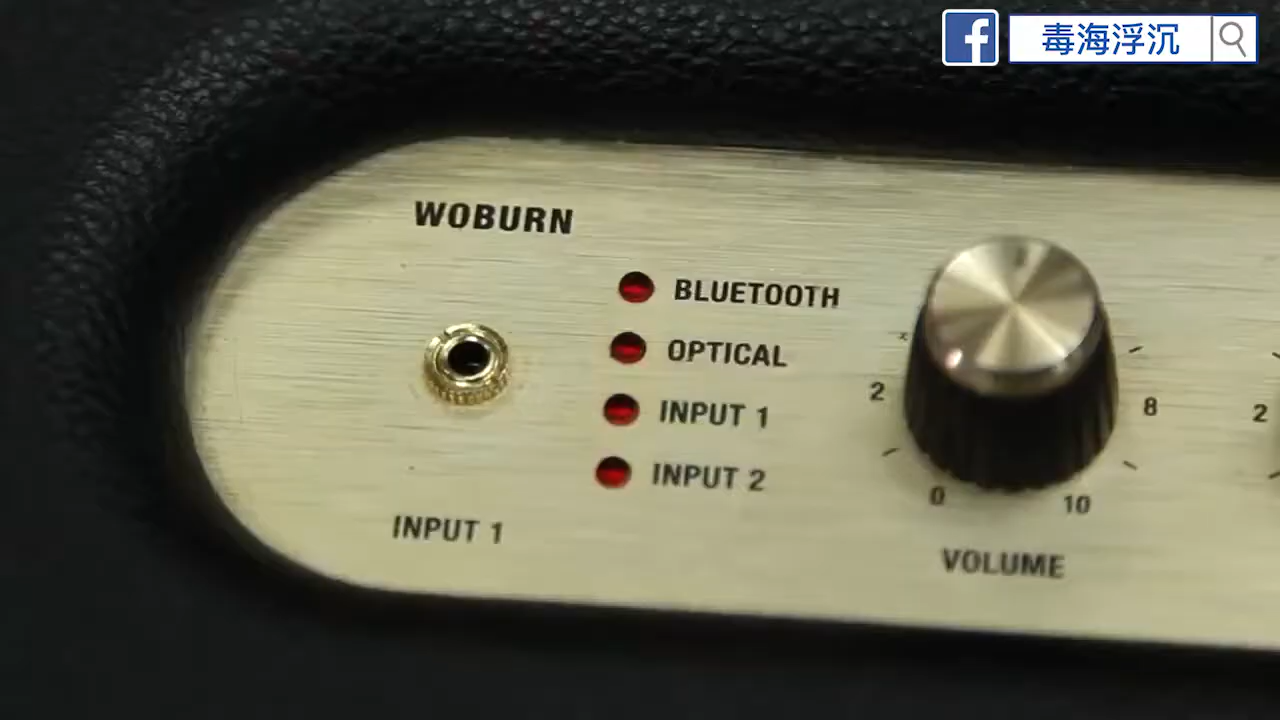 毒海浮沉
WOBURN
BLUETOOTH
OPTICAL
INPUT 1
INPUT 2
INPUT 1
2
8
0
10
VOLUME
2